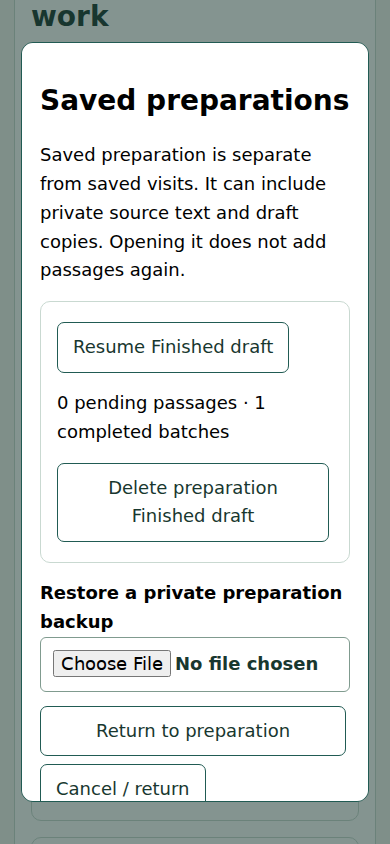 work
Saved preparations
Saved preparation is separate
from saved visits. It can include
private source text and draft
copies. Opening it does not add
passages again.
Resume Finished draft
0 pending passages · 1
completed batches
Delete preparation
Finished draft
Restore a private preparation
backup
Choose File No file chosen
Return to preparation
Cancel / return